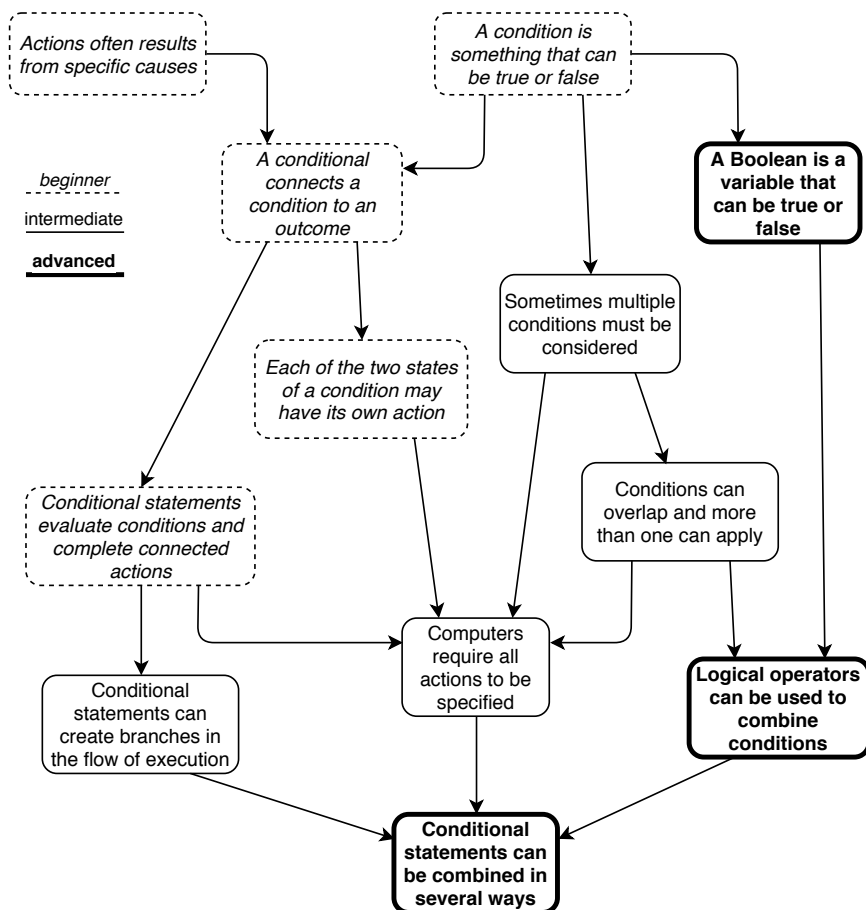 Actions often results
from specific causes
A condition is
something that can
be true or false
A conditional
connects a
condition to an
outcome
A Boolean is a
variable that
can be true or
false
beginner
intermediate
advanced
Sometimes multiple
conditions must be
considered
Each of the two states
of a condition may
have its own action
Conditions can
overlap and more
than one can apply
Conditional statements
evaluate conditions and
complete connected
actions
Computers
require all
actions to be
specified
Conditional
statements can
create branches in
the flow of execution
Logical operators
can be used to
combine
conditions
Conditional
statements can
be combined in
several ways